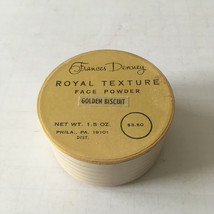 Frances Denney
ROYAL TEXTURE
FACE POWDER
GOLDEN BISCUIT
NET WT. 1.5 OZ.
PHILA. PA. 19101
$3.50